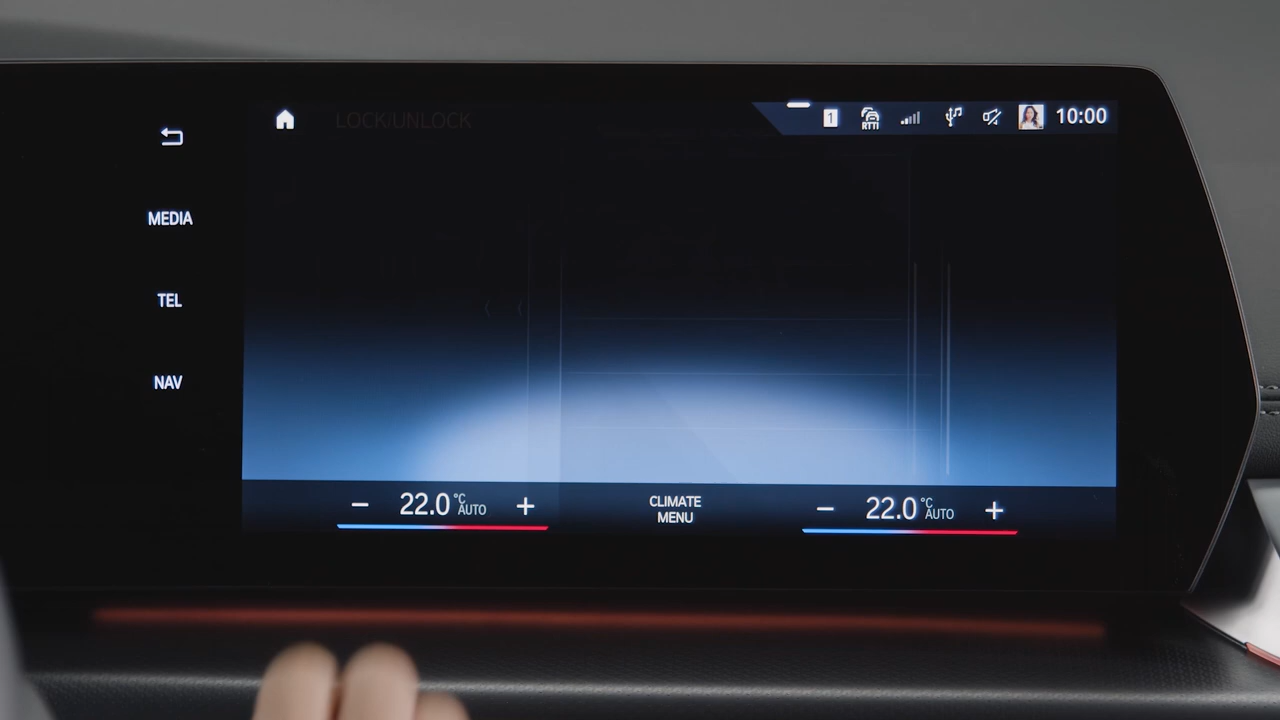 LOCK/UNLOCK
1
RTTI
10:00
MEDIA
TEL
NAV
− 22.0 °C AUTO +
CLIMATE
MENU
− 22.0 °C AUTO +